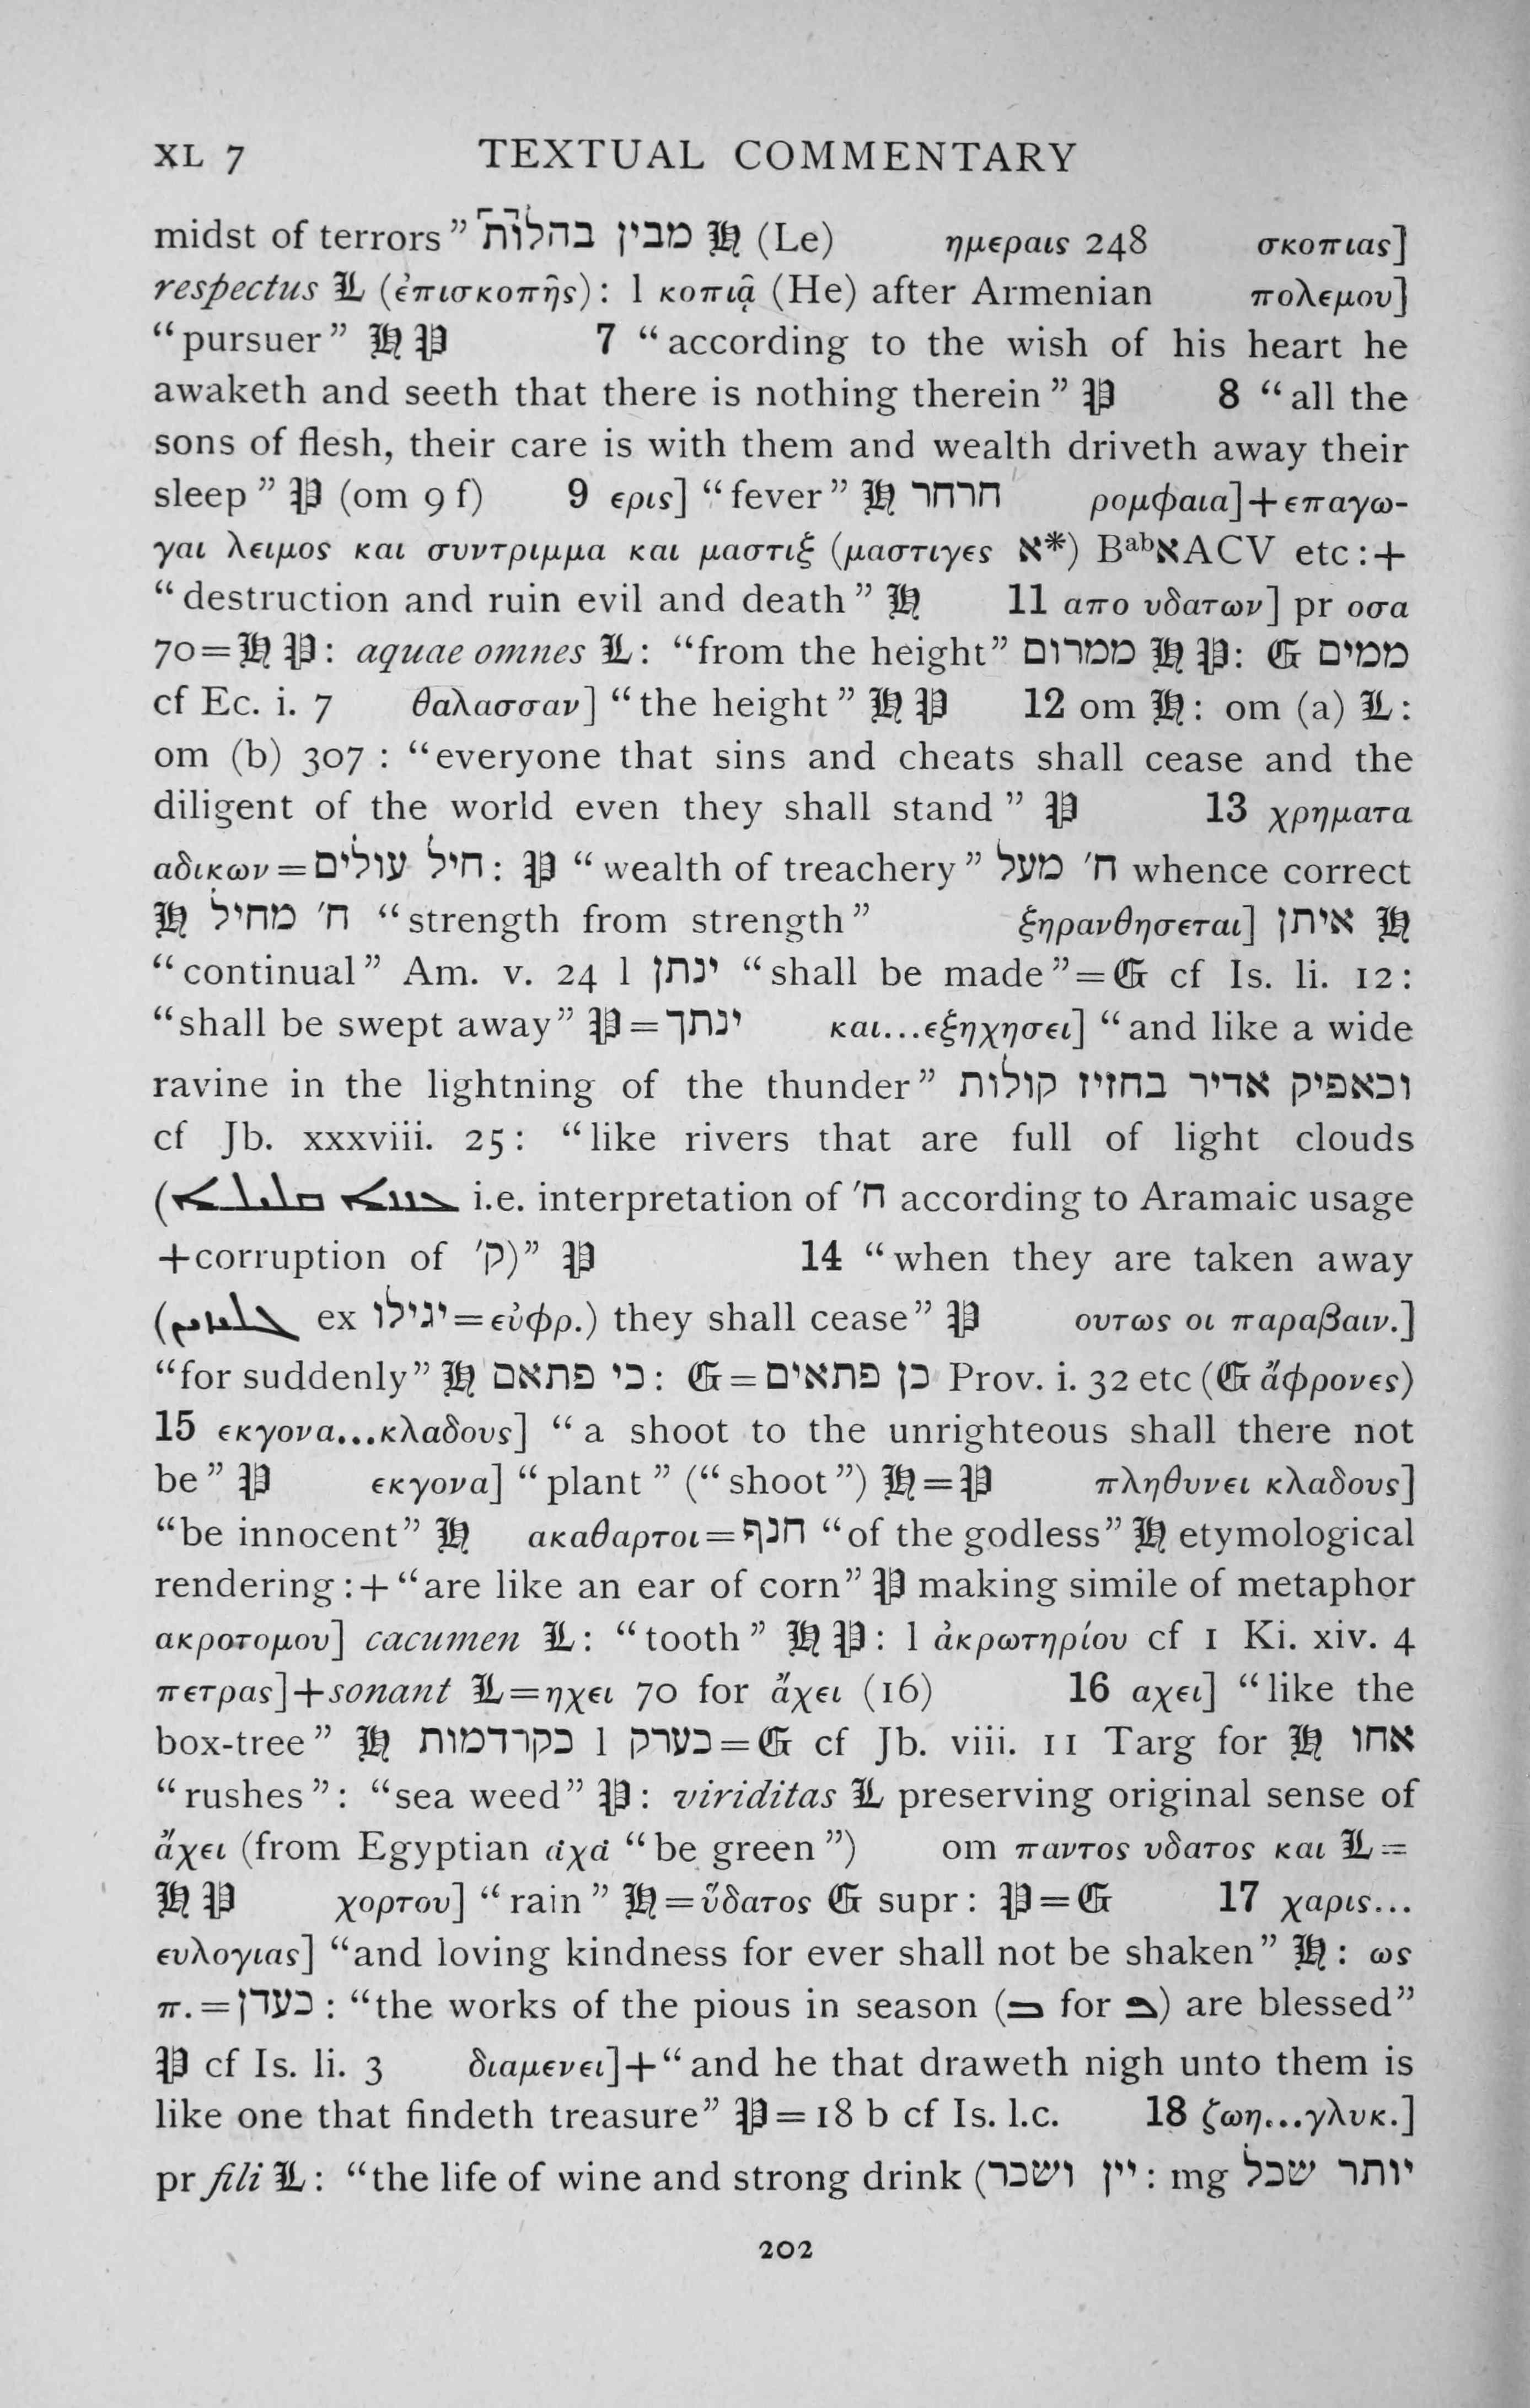 XL 7 TEXTUAL COMMENTARY
midst of terrors” מבין בהלות 𝕳 (Le) ημεραις 248 σκοπιας]
respectus 𝕷 (ἐπισκοπῆς): l κοπιᾷ (He) after Armenian πολεμου]
“pursuer” 𝕳 𝕻 7 “according to the wish of his heart he
awaketh and seeth that there is nothing therein” 𝕻 8 “all the
sons of flesh, their care is with them and wealth driveth away their
sleep” 𝕻 (om 9 f) 9 ερις] “fever” 𝕳 חרחר ρομφαια]+επαγω-
γαι λειμος και συντριμμα και μαστιξ (μαστιγες א*) Bᵃᵇ א ACV etc:+
“destruction and ruin evil and death” 𝕳 11 απο υδατων] pr οσα
70=𝕳 𝕻: aquae omnes 𝕷: “from the height” ממרום 𝕳 𝕻: 𝕲 ממים
cf Ec. i. 7 θαλασσαν] “the height” 𝕳 𝕻 12 om 𝕳: om (a) 𝕷:
om (b) 307: “everyone that sins and cheats shall cease and the
diligent of the world even they shall stand” 𝕻 13 χρηματα
αδικων=חיל עולים: 𝕻 “wealth of treachery” ח׳ מעל whence correct
𝕳 ח׳ מחיל “strength from strength” ξηρανθησεται] איתן 𝕳
“continual” Am. v. 24 l ינתן “shall be made”=𝕲 cf Is. li. 12:
“shall be swept away” 𝕻=ינתך και...εξηχησει] “and like a wide
ravine in the lightning of the thunder” וכאפיק אדיר בחזיז קולות
cf Jb. xxxviii. 25: “like rivers that are full of light clouds
( i.e. interpretation of ח׳ according to Aramaic usage
+corruption of ק׳)” 𝕻 14 “when they are taken away
( ex יגילו=εὐφρ.) they shall cease” 𝕻 ουτως οι παραβαιν.]
“for suddenly” 𝕳 כי פתאם: 𝕲=כן פתאים Prov. i. 32 etc (𝕲 ἄφρονες)
15 εκγονα...κλαδους] “a shoot to the unrighteous shall there not
be” 𝕻 εκγονα] “plant” (“shoot”) 𝕳=𝕻 πληθυνει κλαδους]
“be innocent” 𝕳 ακαθαρτοι=חנף “of the godless” 𝕳 etymological
rendering:+“are like an ear of corn” 𝕻 making simile of metaphor
ακροτομου] cacumen 𝕷: “tooth” 𝕳 𝕻: l ἀκρωτηρίου cf 1 Ki. xiv. 4
πετρας]+sonant 𝕷=ηχει 70 for ἄχει (16) 16 αχει] “like the
box-tree” 𝕳 כקרדמות l כערק=𝕲 cf Jb. viii. 11 Targ for 𝕳 אחו
“rushes”: “sea weed” 𝕻: viriditas 𝕷 preserving original sense of
ἄχει (from Egyptian “be green”) om παντος υδατος και 𝕷=
𝕳 𝕻 χορτου] “rain” 𝕳=ὕδατος 𝕲 supr: 𝕻=𝕲 17 χαρις...
ευλογιας] “and loving kindness for ever shall not be shaken” 𝕳: ως
π.=כעדן: “the works of the pious in season (ܒ for ܟ) are blessed”
𝕻 cf Is. li. 3 διαμενει]+“and he that draweth nigh unto them is
like one that findeth treasure” 𝕻=18 b cf Is. l.c. 18 ζωη...γλυκ.]
pr fili 𝕷: “the life of wine and strong drink (יין ושכר: mg יותר שכל
202